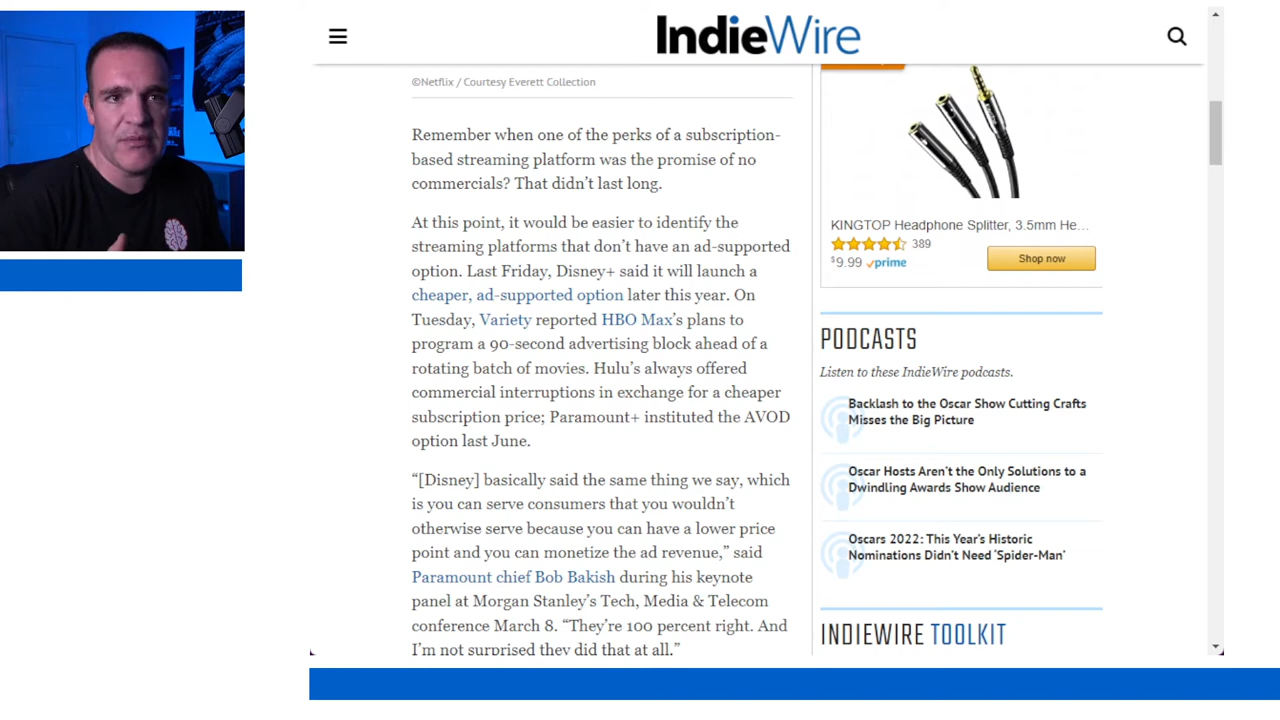 IndieWire
©Netflix / Courtesy Everett Collection
Remember when one of the perks of a subscription-
based streaming platform was the promise of no
commercials? That didn’t last long.
At this point, it would be easier to identify the
streaming platforms that don’t have an ad-supported
option. Last Friday, Disney+ said it will launch a
cheaper, ad-supported option later this year. On
Tuesday, Variety reported HBO Max’s plans to
program a 90-second advertising block ahead of a
rotating batch of movies. Hulu’s always offered
commercial interruptions in exchange for a cheaper
subscription price; Paramount+ instituted the AVOD
option last June.
“[Disney] basically said the same thing we say, which
is you can serve consumers that you wouldn’t
otherwise serve because you can have a lower price
point and you can monetize the ad revenue,” said
Paramount chief Bob Bakish during his keynote
panel at Morgan Stanley’s Tech, Media & Telecom
conference March 8. “They’re 100 percent right. And
I’m not surprised they did that at all.”
KINGTOP Headphone Splitter, 3.5mm He...
389
$9.99 prime
Shop now
PODCASTS
Listen to these IndieWire podcasts.
Backlash to the Oscar Show Cutting Crafts
Misses the Big Picture
Oscar Hosts Aren’t the Only Solutions to a
Dwindling Awards Show Audience
Oscars 2022: This Year’s Historic
Nominations Didn’t Need ‘Spider-Man’
INDIEWIRE TOOLKIT